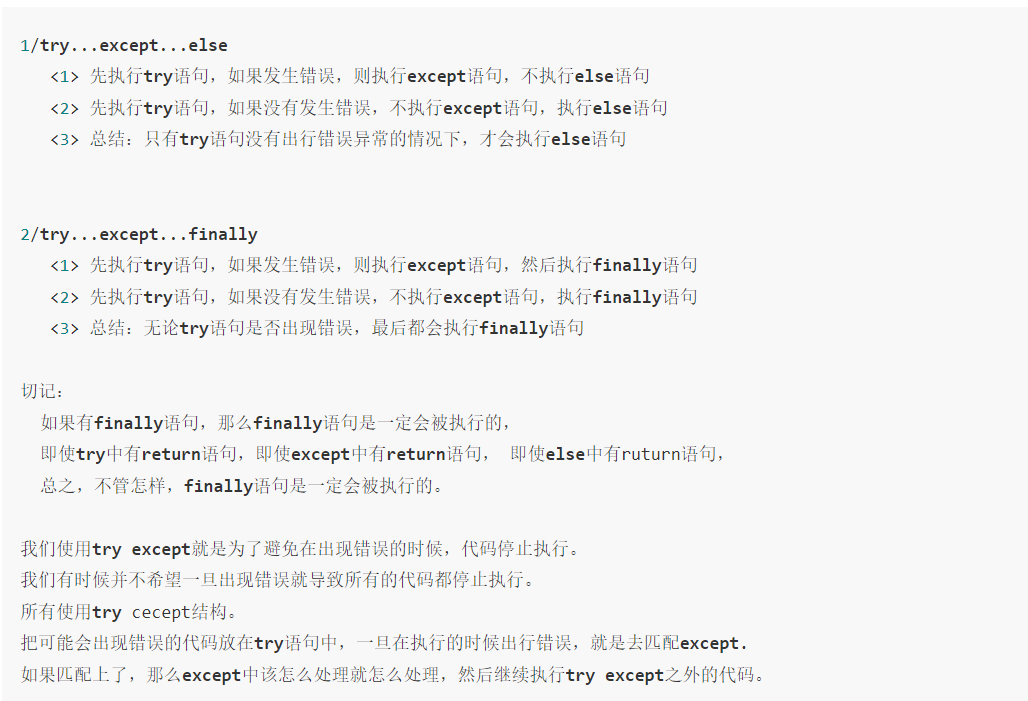 1/try...except...else
<1> 先执行try语句，如果发生错误，则执行except语句，不执行else语句
<2> 先执行try语句，如果没有发生错误，不执行except语句，执行else语句
<3> 总结：只有try语句没有出行错误异常的情况下，才会执行else语句
2/try...except...finally
<1> 先执行try语句，如果发生错误，则执行except语句，然后执行finally语句
<2> 先执行try语句，如果没有发生错误，不执行except语句，执行finally语句
<3> 总结：无论try语句是否出现错误，最后都会执行finally语句
切记：
如果有finally语句，那么finally语句是一定会被执行的，
即使try中有return语句，即使except中有return语句， 即使else中有ruturn语句，
总之，不管怎样，finally语句是一定会被执行的。
我们使用try except就是为了避免在出现错误的时候，代码停止执行。
我们有时候并不希望一旦出现错误就导致所有的代码都停止执行。
所有使用try cecept结构。
把可能会出现错误的代码放在try语句中，一旦在执行的时候出行错误，就是去匹配except.
如果匹配上了，那么except中该怎么处理就怎么处理，然后继续执行try except之外的代码。